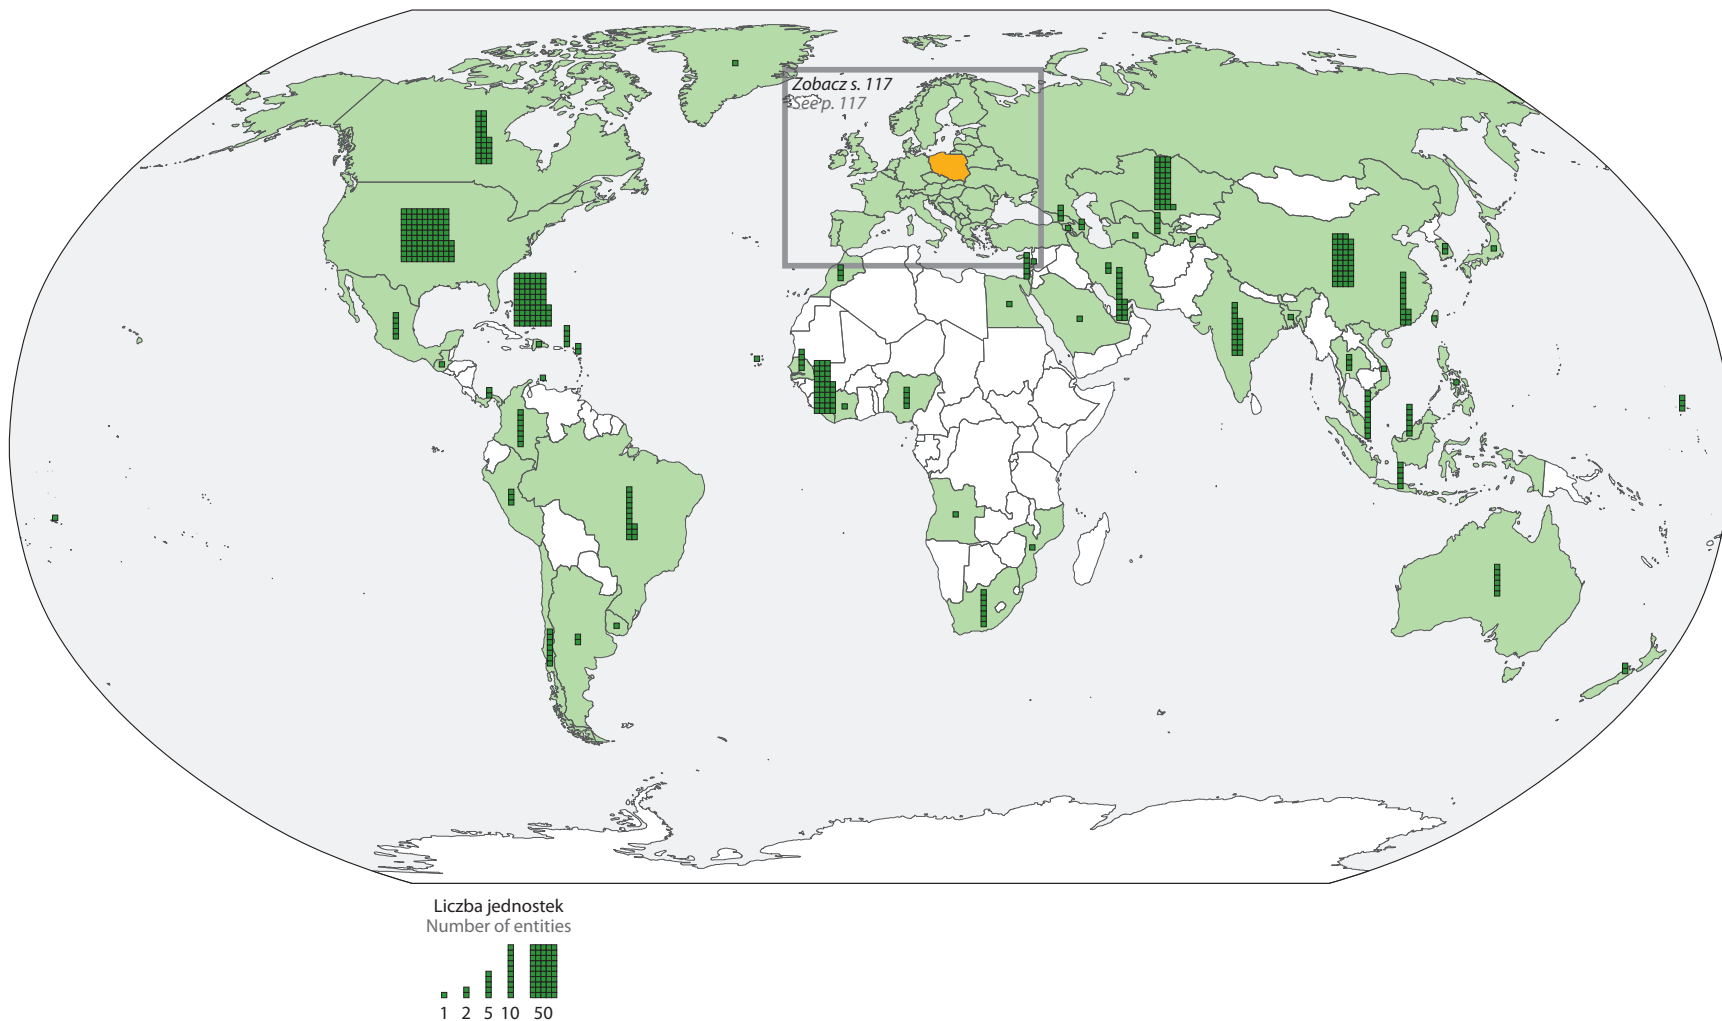 Zobacz s. 117
See p. 117
Liczba jednostek
Number of entities
1 2 5 10 50